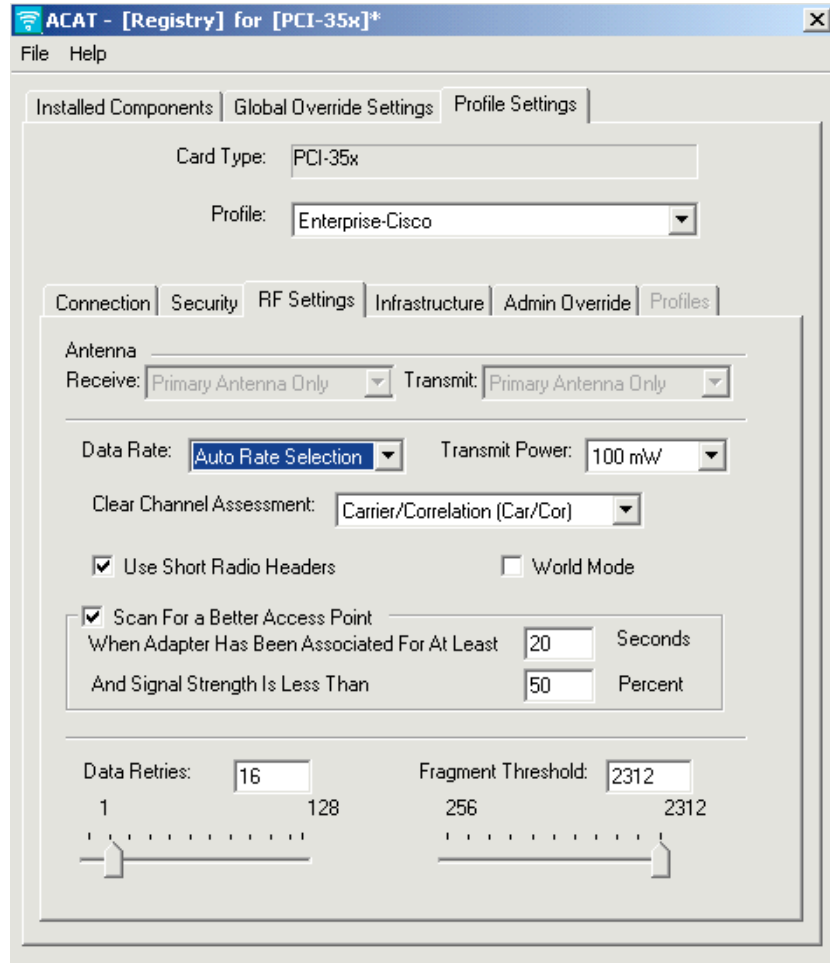 ACAT - [Registry] for [PCI-35x]*
File Help
Installed Components Global Override Settings Profile Settings
Card Type: PCI-35x
Profile: Enterprise-Cisco
Connection Security RF Settings Infrastructure Admin Override Profiles
Antenna
Receive: Primary Antenna Only Transmit: Primary Antenna Only
Data Rate: Auto Rate Selection Transmit Power: 100 mW
Clear Channel Assessment: Carrier/Correlation (Car/Cor)
Use Short Radio Headers World Mode
Scan For a Better Access Point
When Adapter Has Been Associated For At Least 20 Seconds
And Signal Strength Is Less Than 50 Percent
Data Retries: 16 Fragment Threshold: 2312
1 128 256 2312